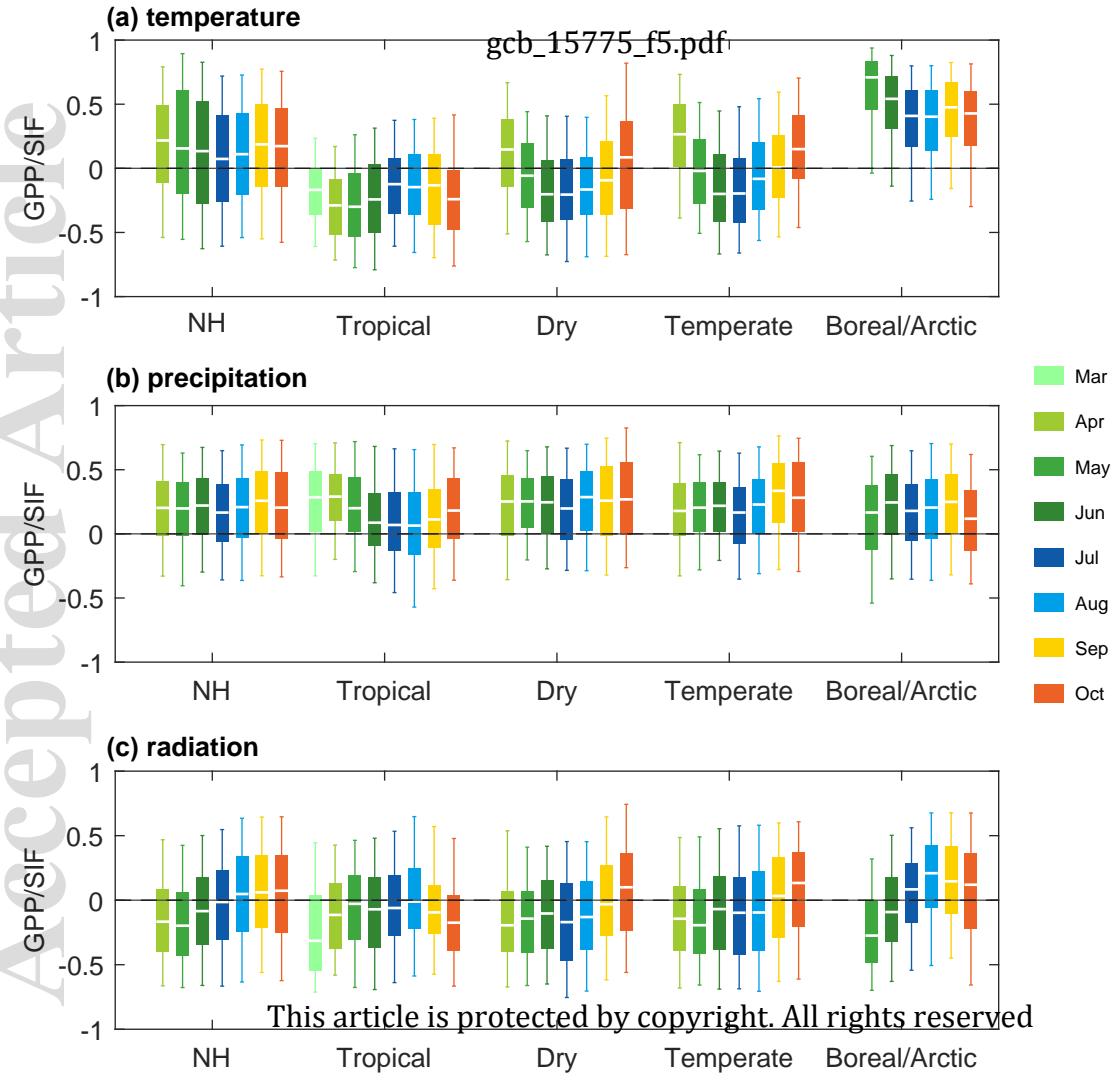 (a) temperature
gcb_15775_f5.pdf
1
0.5
0
-0.5
-1
GPP/SIF
NH Tropical Dry Temperate Boreal/Arctic
(b) precipitation
1
0.5
0
-0.5
-1
GPP/SIF
NH Tropical Dry Temperate Boreal/Arctic
Mar
Apr
May
Jun
Jul
Aug
Sep
Oct
(c) radiation
1
0.5
0
-0.5
-1
GPP/SIF
NH Tropical Dry Temperate Boreal/Arctic
Accepted Article
This article is protected by copyright. All rights reserved